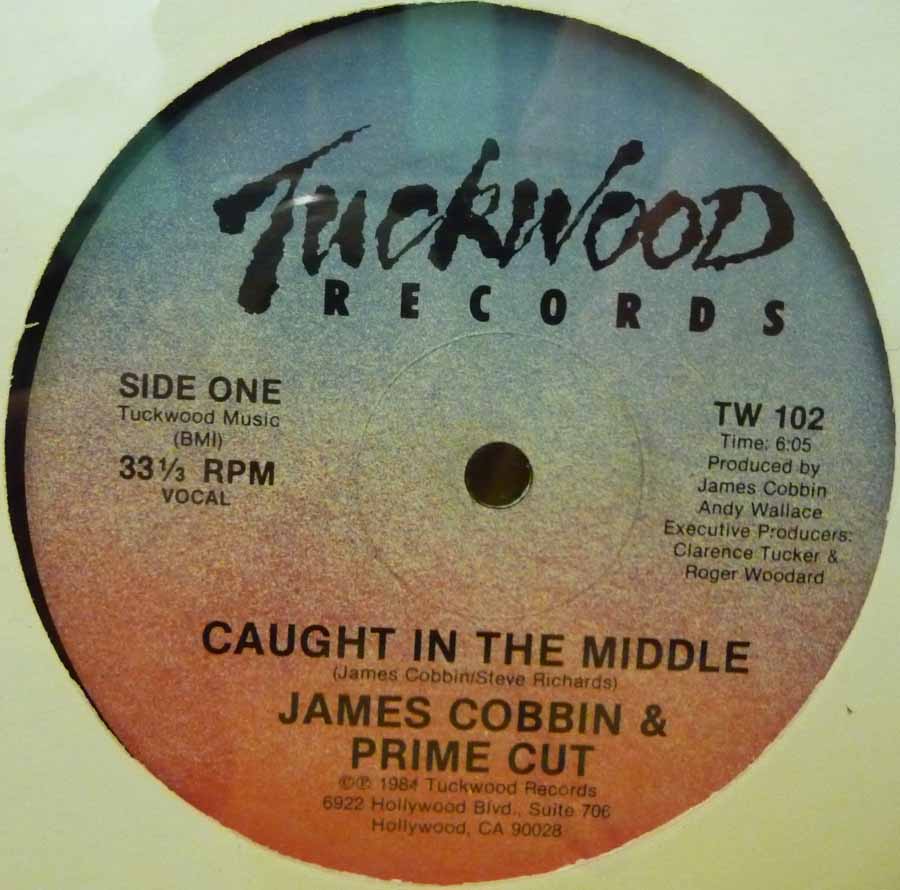 Tuckwood
RECORDS
SIDE ONE
Tuckwood Music
(BMI)
33⅓ RPM
VOCAL
TW 102
Time: 6:05
Produced by
James Cobbin
Andy Wallace
Executive Producers:
Clarence Tucker &
Roger Woodard
CAUGHT IN THE MIDDLE
(James Cobbin/Steve Richards)
JAMES COBBIN &
PRIME CUT
©℗ 1984 Tuckwood Records
6922 Hollywood Blvd., Suite 706
Hollywood, CA 90028